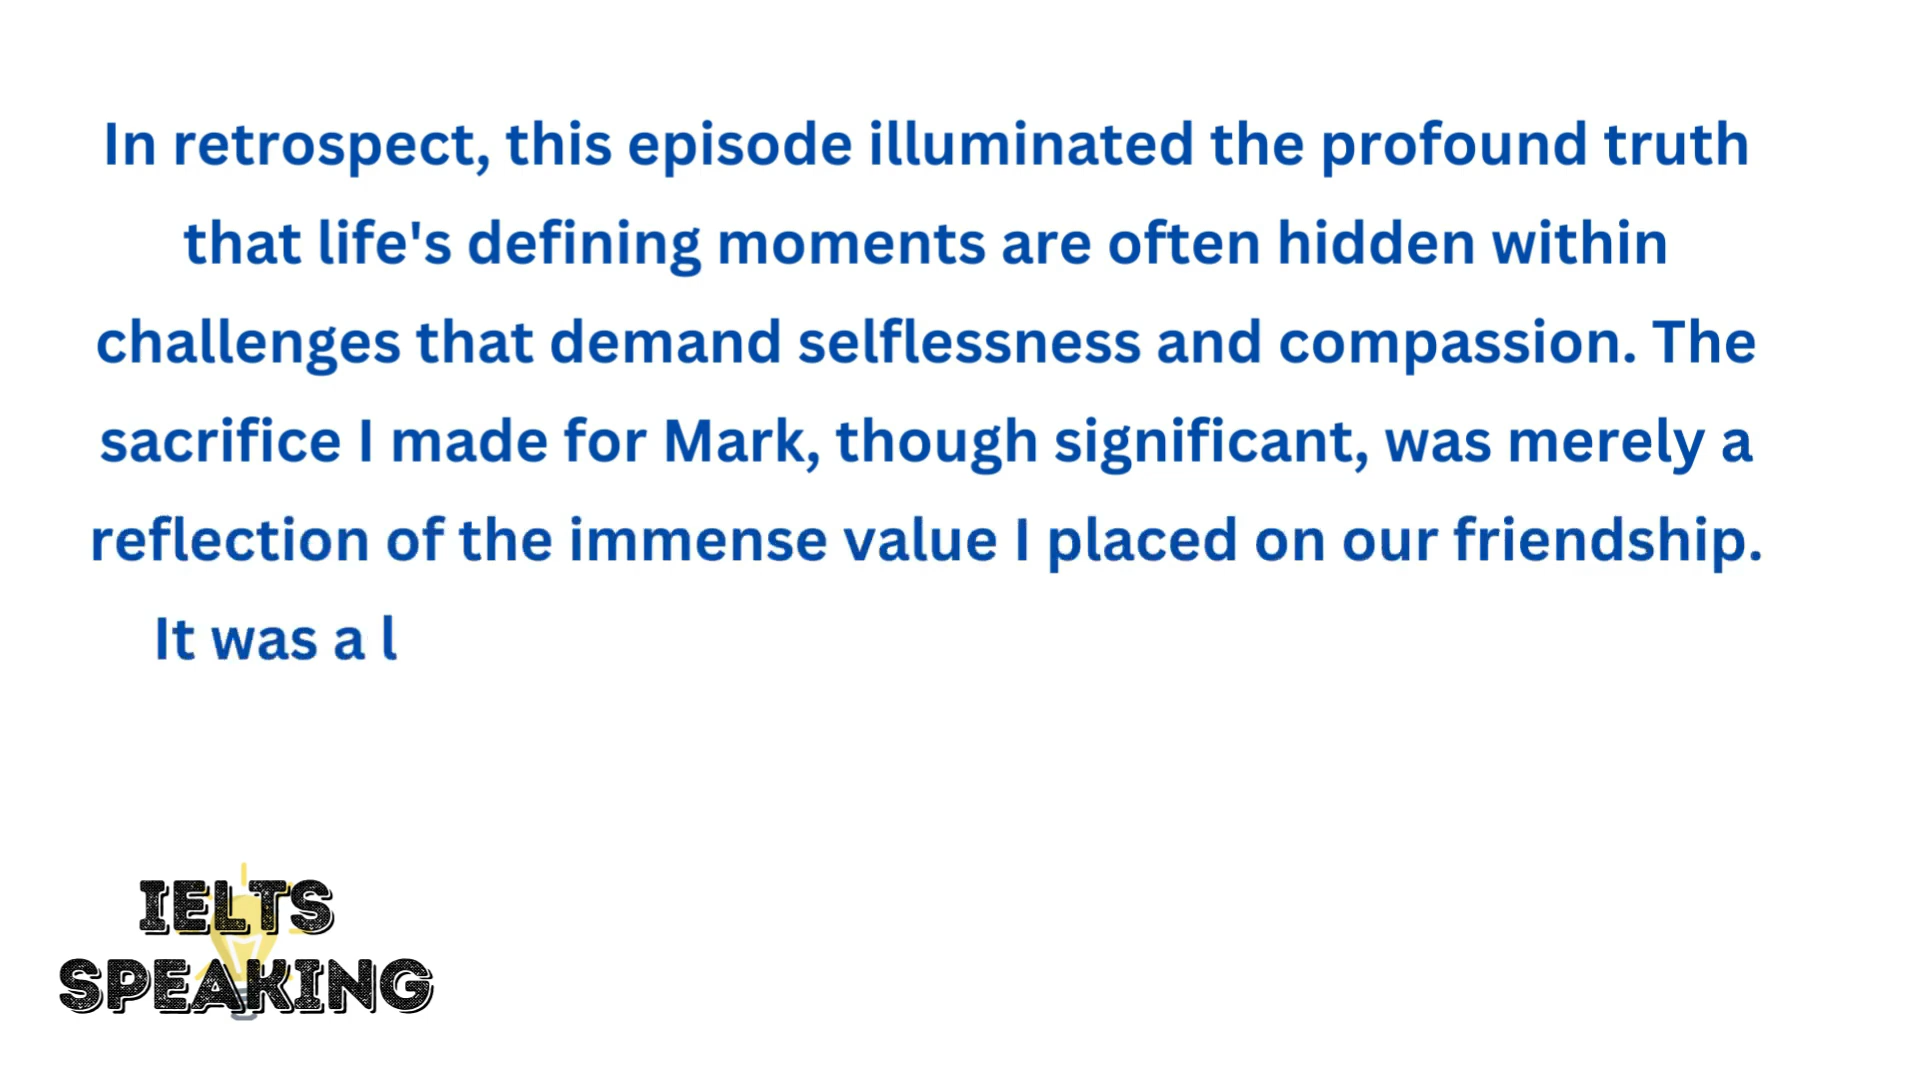 In retrospect, this episode illuminated the profound truth
that life's defining moments are often hidden within
challenges that demand selflessness and compassion. The
sacrifice I made for Mark, though significant, was merely a
reflection of the immense value I placed on our friendship.
It was a l
IELTS
SPEAKING